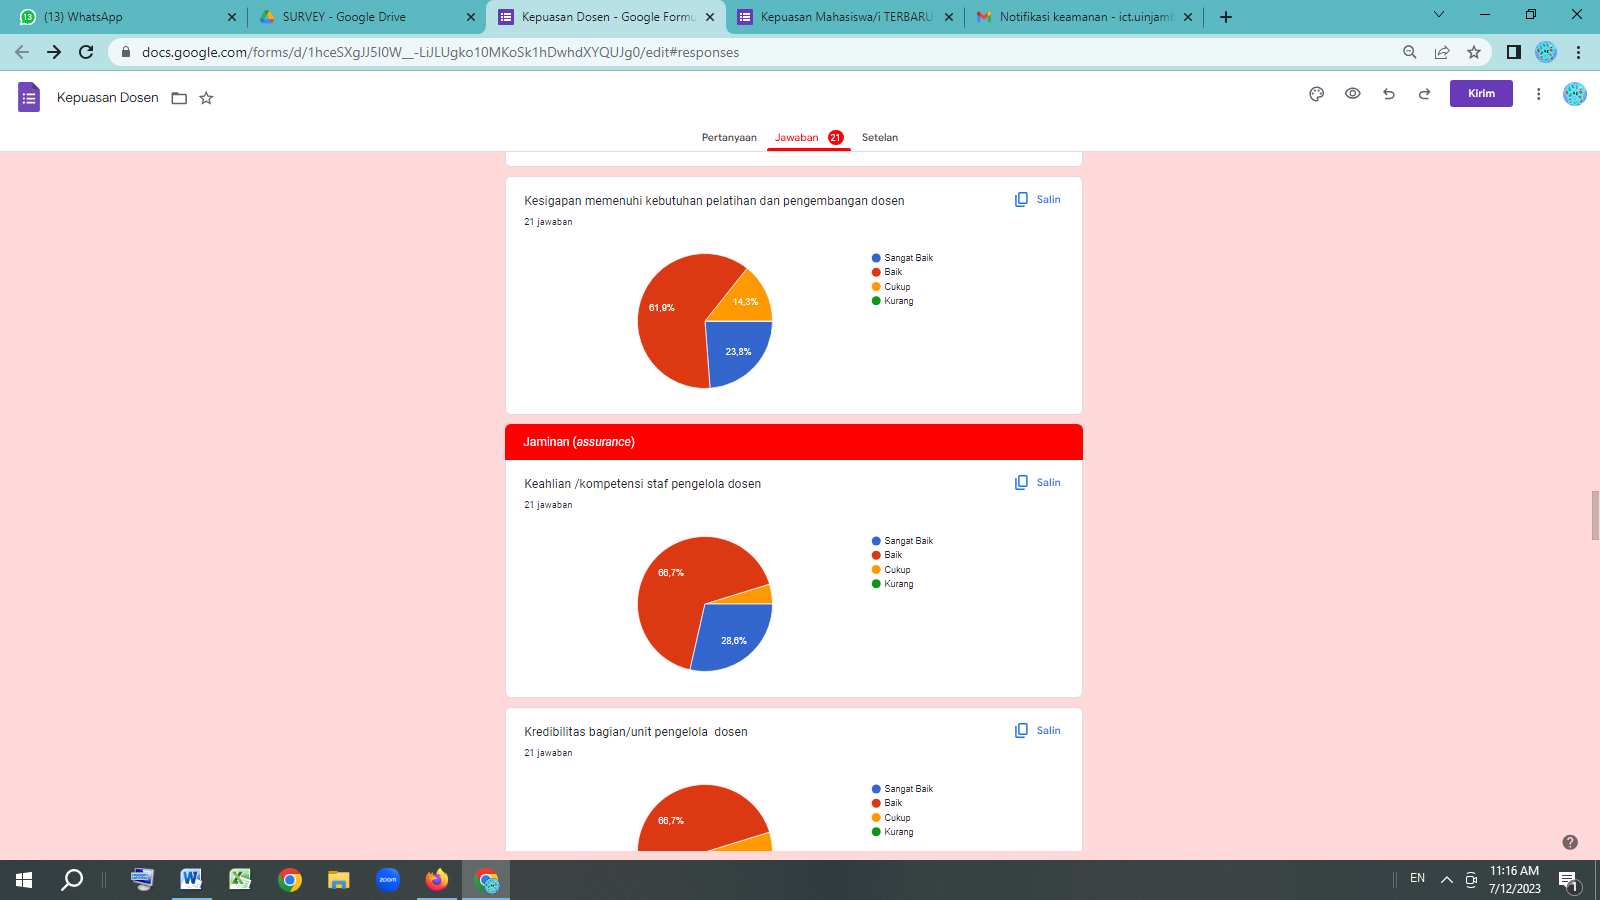 (13) WhatsApp
SURVEY - Google Drive
Kepuasan Dosen - Google Formu
Kepuasan Mahasiswa/i TERBARU
Notifikasi keamanan - ict.uinjamb
docs.google.com/forms/d/1hceSXgJJ5I0W__-LiJLUgko10MKoSk1hDwhdXYQUJg0/edit#responses
Kepuasan Dosen
Kirim
Pertanyaan
Jawaban 21
Setelan
Kesigapan memenuhi kebutuhan pelatihan dan pengembangan dosen
Salin
21 jawaban
Sangat Baik
Baik
Cukup
Kurang
61,9%
14,3%
23,8%
Jaminan (assurance)
Keahlian /kompetensi staf pengelola dosen
Salin
21 jawaban
Sangat Baik
Baik
Cukup
Kurang
66,7%
28,6%
Kredibilitas bagian/unit pengelola dosen
Salin
21 jawaban
Sangat Baik
Baik
Cukup
Kurang
66,7%
zoom
EN
11:16 AM
7/12/2023
1